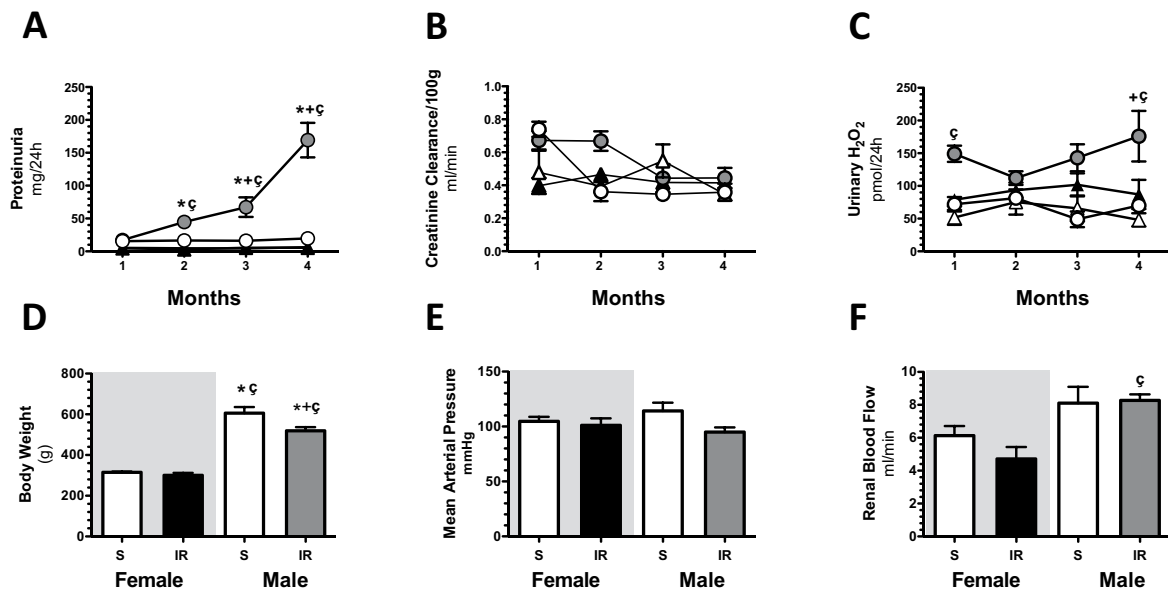 A
B
C
Proteinuria
mg/24h
250
200
150
100
50
0
*ç
*+ç
*+ç
1 2 3 4
Months
Creatinine Clearance/100g
ml/min
1.0
0.8
0.6
0.4
0.2
0.0
1 2 3 4
Months
Urinary H₂O₂
pmol/24h
250
200
150
100
50
0
ç
+ç
1 2 3 4
Months
D
E
F
Body Weight
(g)
800
600
400
200
0
*ç
*+ç
S IR S IR
Female Male
Mean Arterial Pressure
mmHg
150
100
50
0
S IR S IR
Female Male
Renal Blood Flow
ml/min
10
8
6
4
2
0
ç
S IR S IR
Female Male